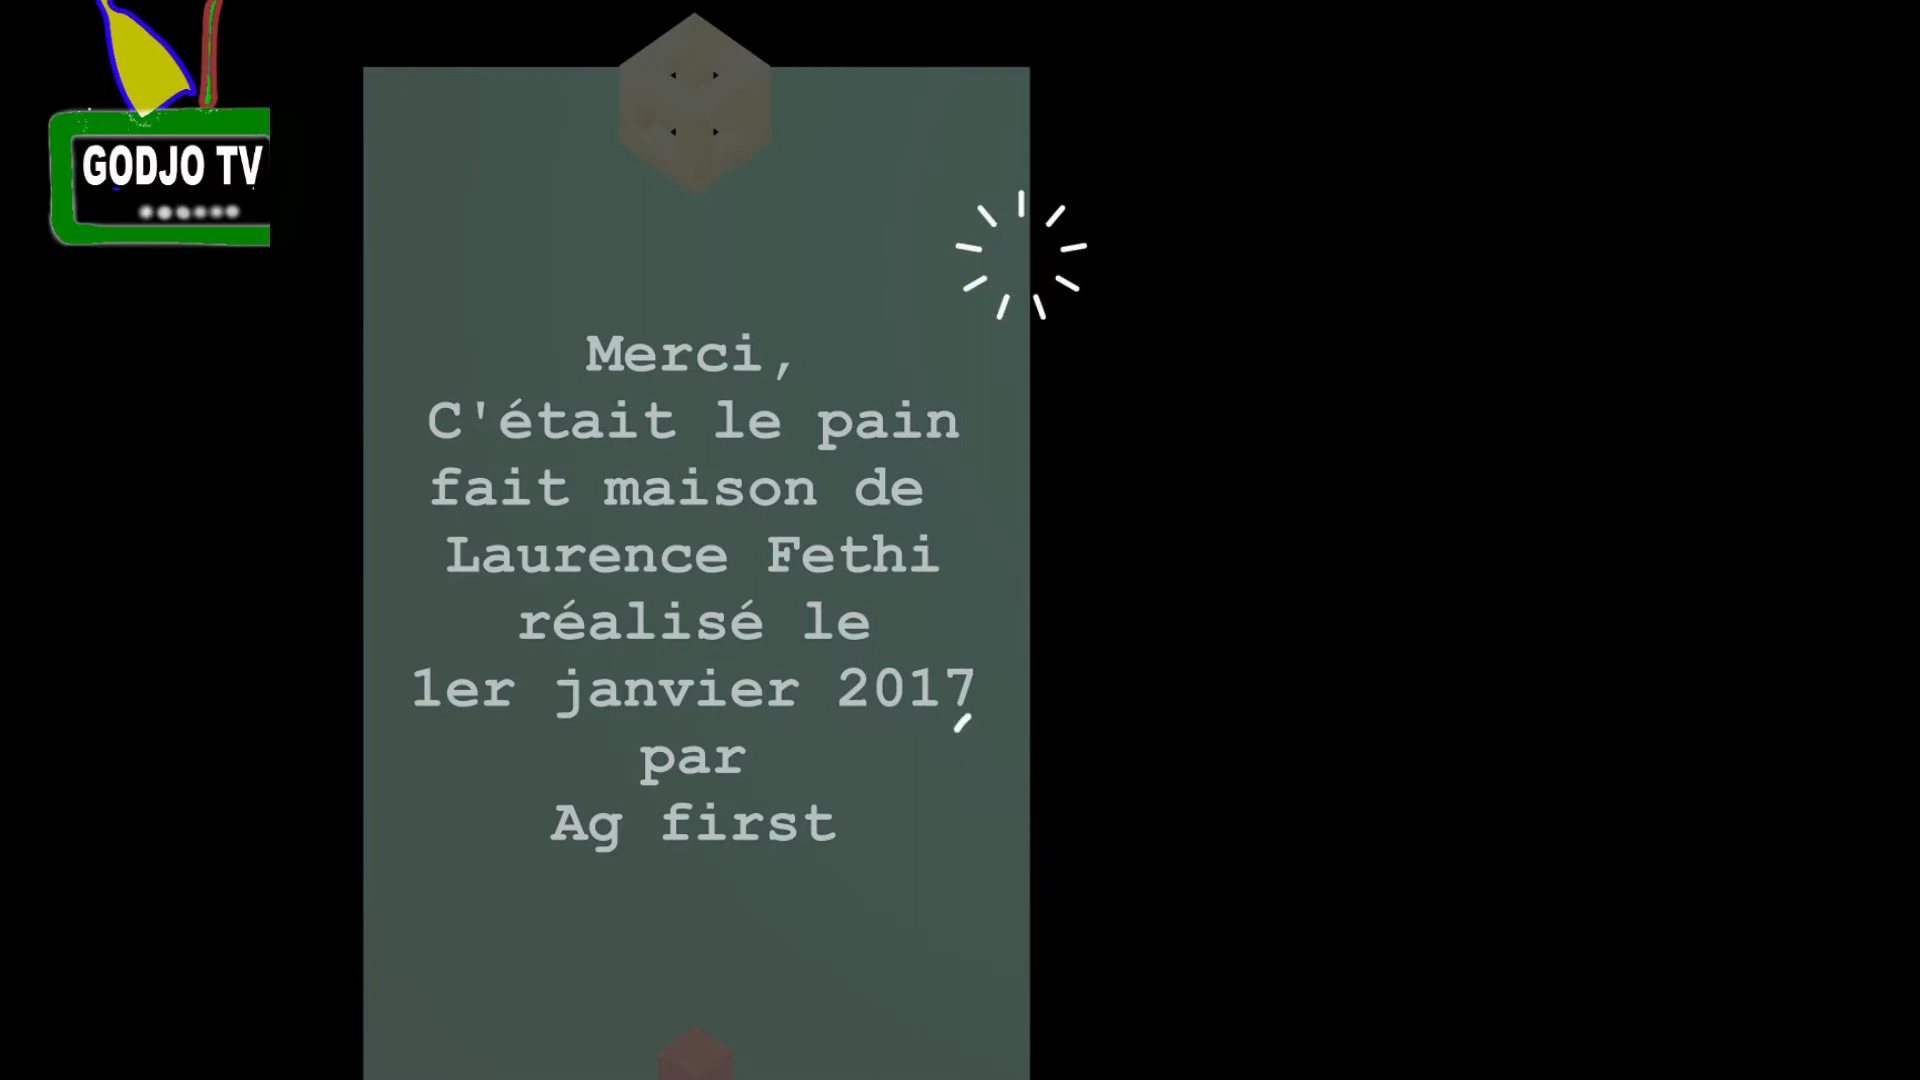 GODJO TV
Merci,
C'était le pain
fait maison de
Laurence Fethi
réalisé le
1er janvier 2017
par
Ag first